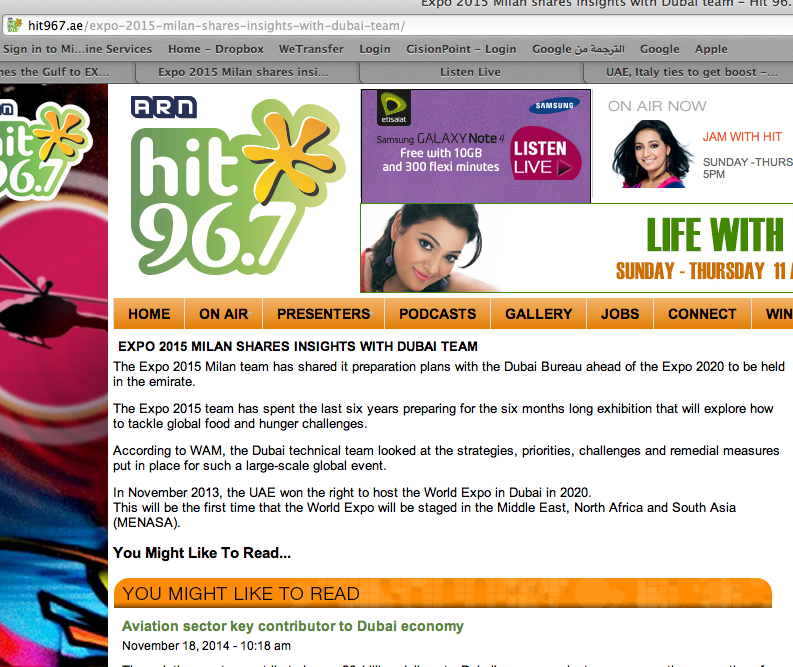 Expo 2015 Milan shares insights with Dubai team – Hit 96.
hit967.ae/expo-2015-milan-shares-insights-with-dubai-team/
Sign in to Mi...ine Services Home - Dropbox WeTransfer Login CisionPoint - Login Google الترجمة من Google Apple
nes the Gulf to EX... Expo 2015 Milan shares insi... Listen Live UAE, Italy ties to get boost -...
ARN
hit
96.7
it
96.7
etisalat
SAMSUNG
Samsung GALAXY Note 4
Free with 10GB
and 300 flexi minutes
LISTEN
LIVE
ON AIR NOW
JAM WITH HIT
SUNDAY -THURS
5PM
LIFE WITH
SUNDAY - THURSDAY 11
HOME ON AIR PRESENTERS PODCASTS GALLERY JOBS CONNECT WIN
EXPO 2015 MILAN SHARES INSIGHTS WITH DUBAI TEAM
The Expo 2015 Milan team has shared it preparation plans with the Dubai Bureau ahead of the Expo 2020 to be held
in the emirate.
The Expo 2015 team has spent the last six years preparing for the six months long exhibition that will explore how
to tackle global food and hunger challenges.
According to WAM, the Dubai technical team looked at the strategies, priorities, challenges and remedial measures
put in place for such a large-scale global event.
In November 2013, the UAE won the right to host the World Expo in Dubai in 2020.
This will be the first time that the World Expo will be staged in the Middle East, North Africa and South Asia
(MENASA).
You Might Like To Read...
YOU MIGHT LIKE TO READ
Aviation sector key contributor to Dubai economy
November 18, 2014 - 10:18 am